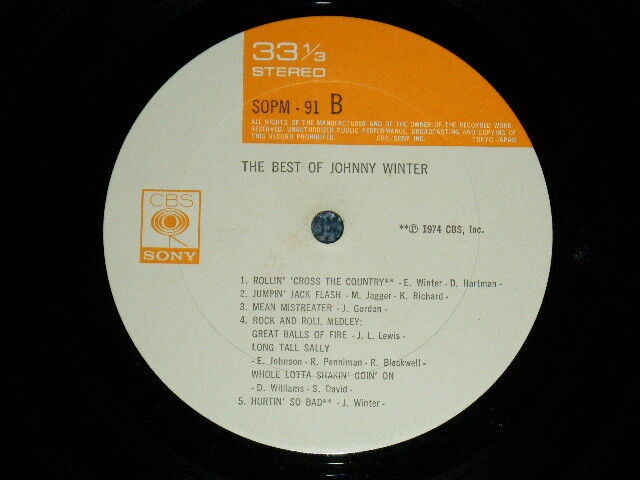 33 1/3
STEREO
SOPM - 91 B
ALL RIGHTS OF THE MANUFACTURER AND OF THE OWNER OF THE RECORDED WORK
RESERVED. UNAUTHORIZED PUBLIC PERFORMANCE, BROADCASTING AND COPYING OF
THIS RECORD PROHIBITED. CBS/SONY INC. TOKYO JAPAN
THE BEST OF JOHNNY WINTER
CBS
SONY
**℗ 1974 CBS, Inc.
1. ROLLIN' 'CROSS THE COUNTRY** - E. Winter - D. Hartman -
2. JUMPIN' JACK FLASH - M. Jagger - K. Richard -
3. MEAN MISTREATER - J. Gordon -
4. ROCK AND ROLL MEDLEY:
GREAT BALLS OF FIRE - J. L. Lewis -
LONG TALL SALLY
- E. Johnson - R. Penniman - R. Blackwell -
WHOLE LOTTA SHAKIN' GOIN' ON
- D. Williams - S. David -
5. HURTIN' SO BAD** - J. Winter -